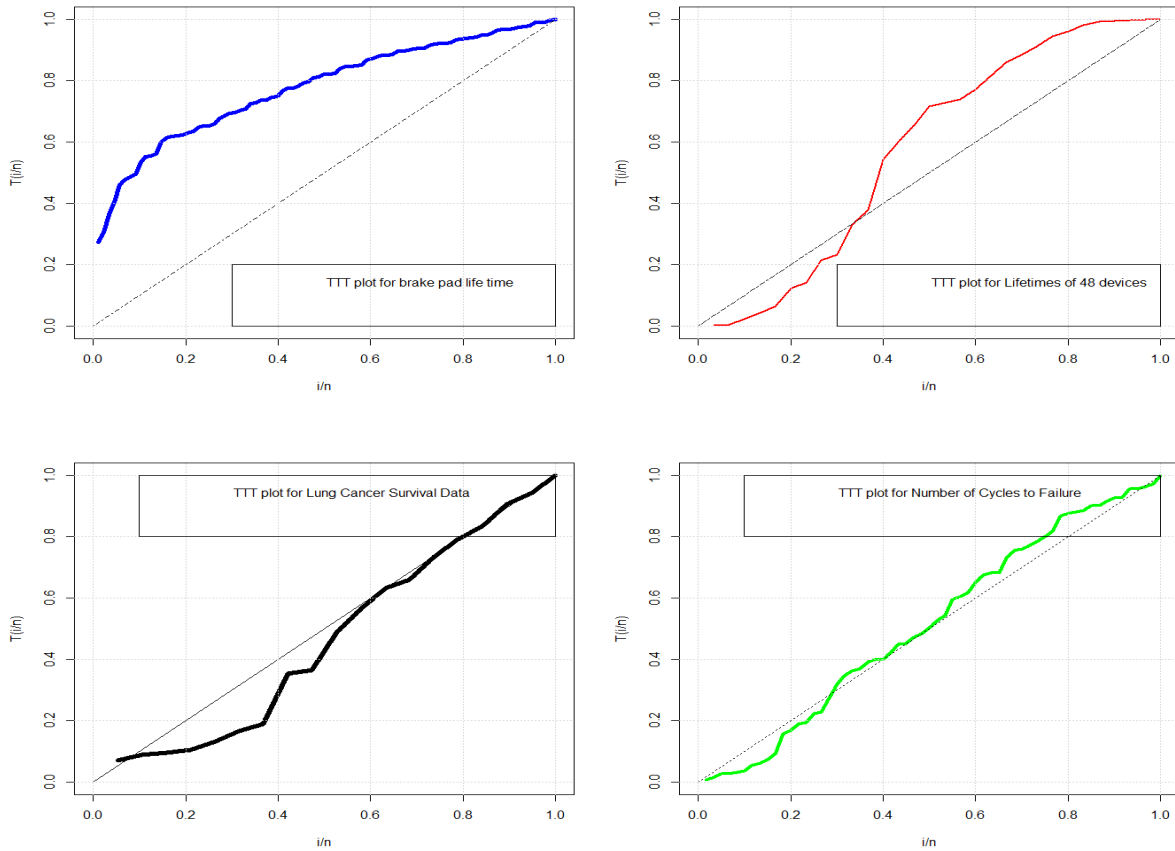 T(i/n)
1.0
0.8
0.6
0.4
0.2
0.0
TTT plot for brake pad life time
0.0 0.2 0.4 0.6 0.8 1.0
i/n
T(i/n)
1.0
0.8
0.6
0.4
0.2
0.0
TTT plot for Lifetimes of 48 devices
0.0 0.2 0.4 0.6 0.8 1.0
i/n
T(i/n)
1.0
0.8
0.6
0.4
0.2
0.0
TTT plot for Lung Cancer Survival Data
0.0 0.2 0.4 0.6 0.8 1.0
i/n
T(i/n)
1.0
0.8
0.6
0.4
0.2
0.0
TTT plot for Number of Cycles to Failure
0.0 0.2 0.4 0.6 0.8 1.0
i/n